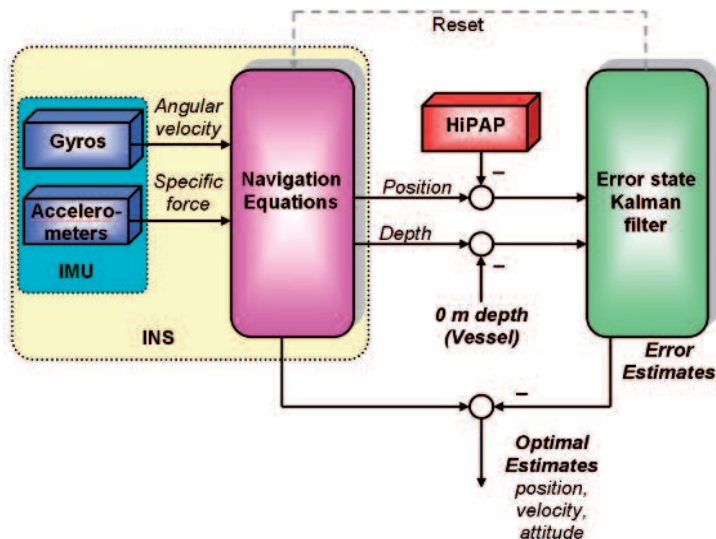 Reset
Angular
velocity
Gyros
HiPAP
Specific
force
Navigation
Equations
Position
Error state
Kalman
filter
Accelero-
meters
Depth
IMU
0 m depth
(Vessel)
INS
Error
Estimates
Optimal
Estimates
position,
velocity,
attitude